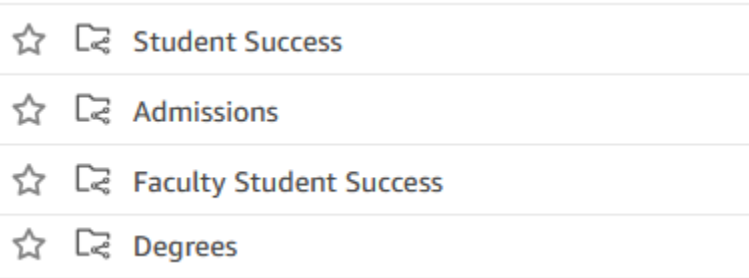 Student Success
Admissions
Faculty Student Success
Degrees